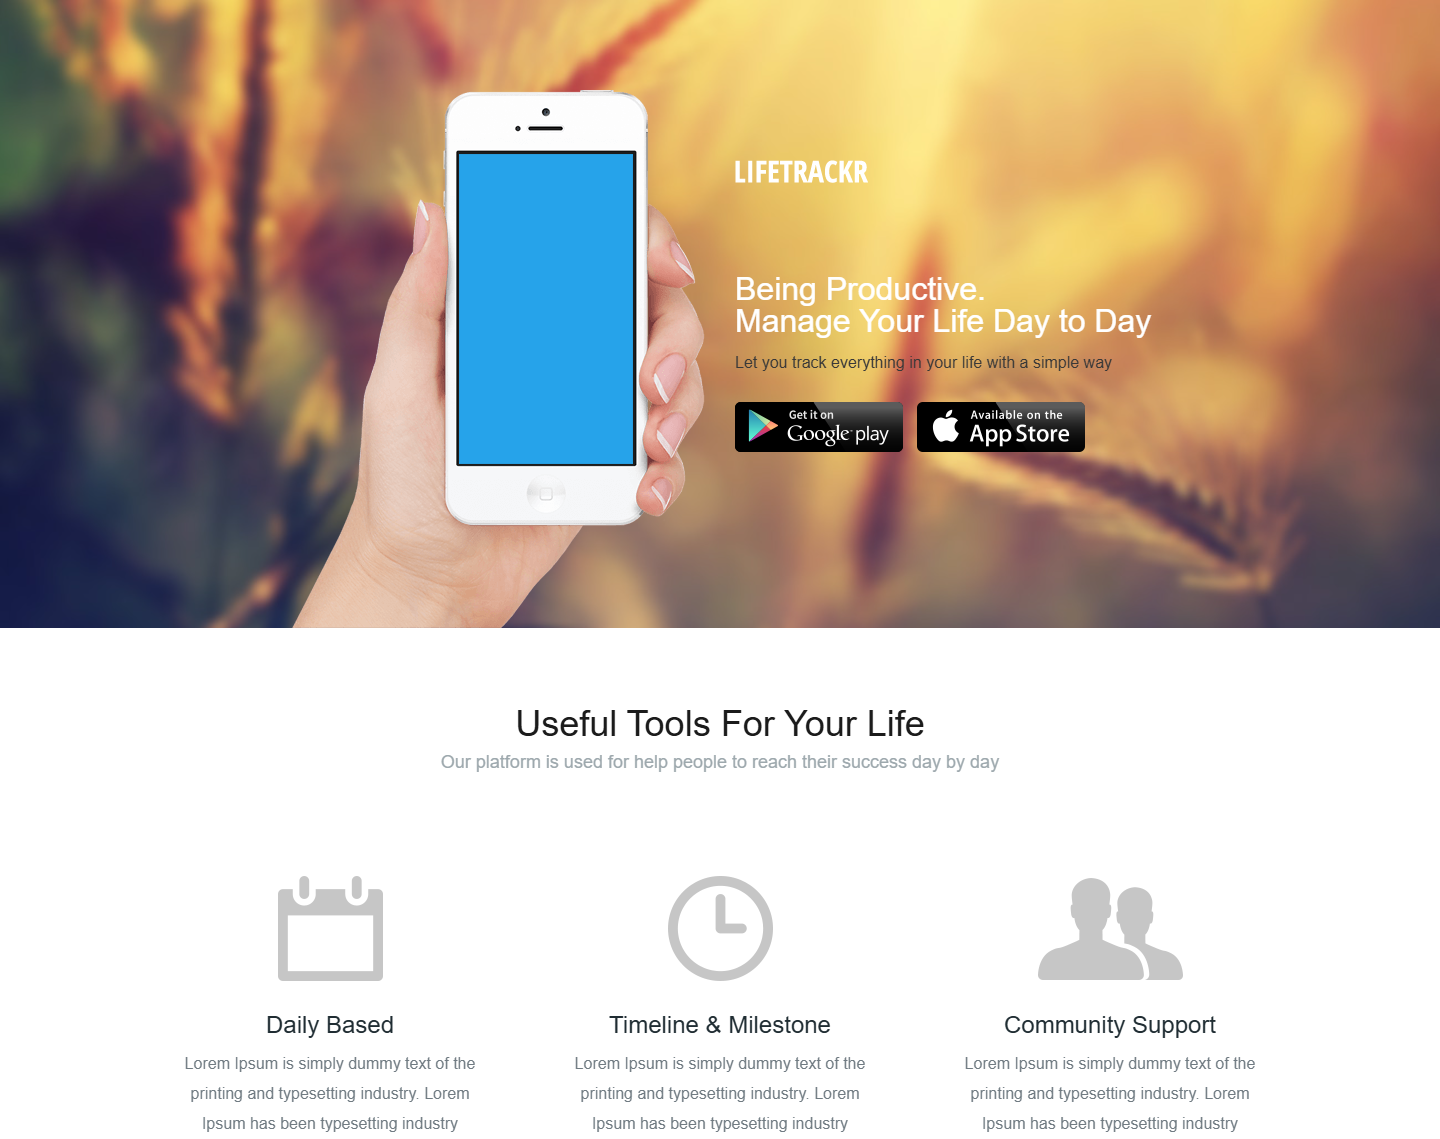 LIFETRACKR
Being Productive.
Manage Your Life Day to Day
Let you track everything in your life with a simple way
Get it on
Google play
Available on the
App Store
Useful Tools For Your Life
Our platform is used for help people to reach their success day by day
Daily Based
Lorem Ipsum is simply dummy text of the
printing and typesetting industry. Lorem
Ipsum has been typesetting industry
Timeline & Milestone
Lorem Ipsum is simply dummy text of the
printing and typesetting industry. Lorem
Ipsum has been typesetting industry
Community Support
Lorem Ipsum is simply dummy text of the
printing and typesetting industry. Lorem
Ipsum has been typesetting industry